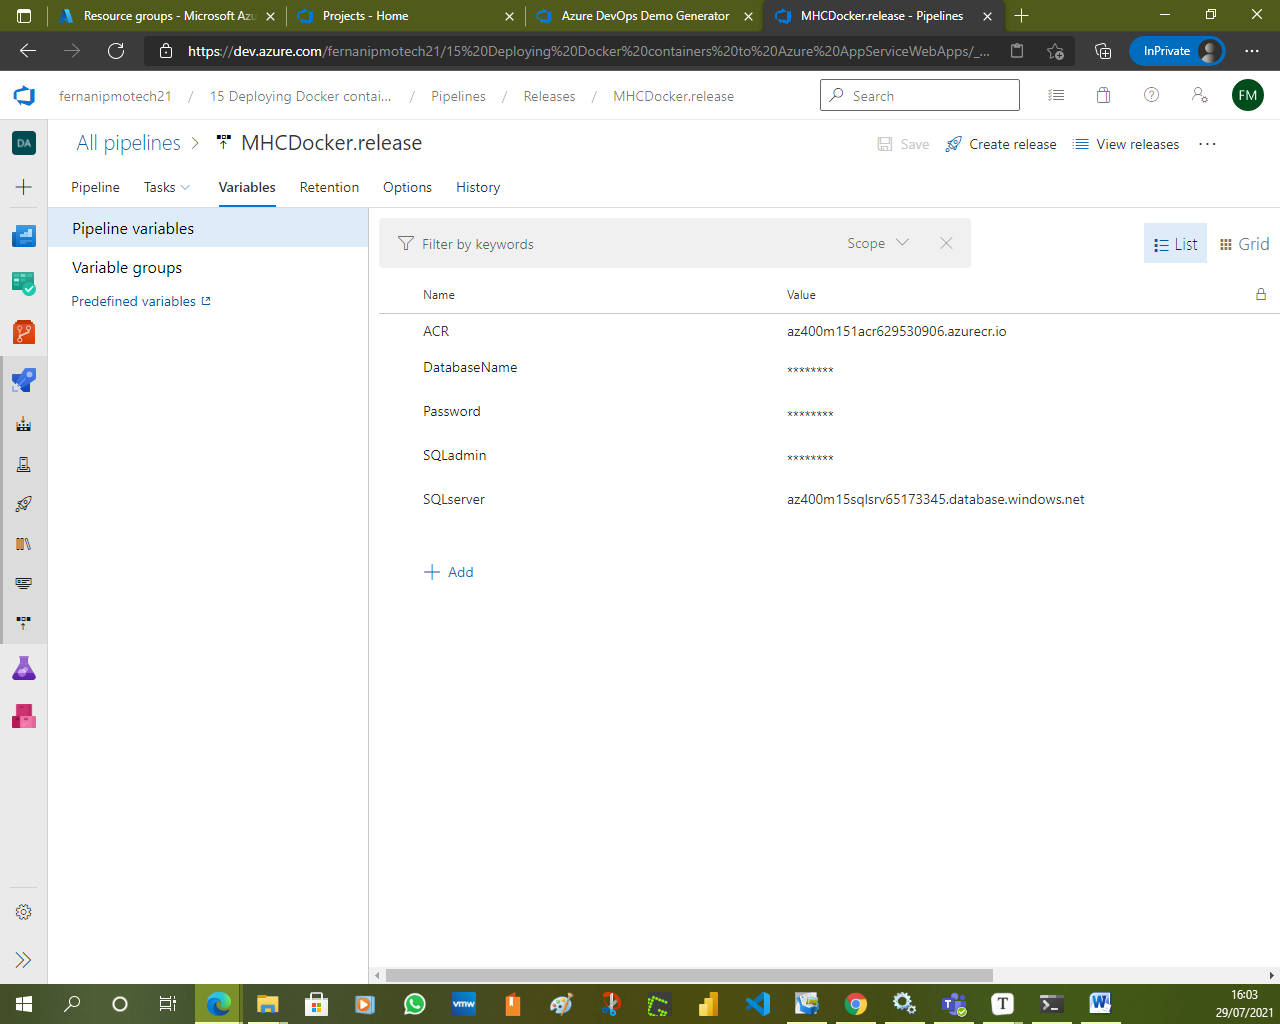 Resource groups - Microsoft Azu
Projects - Home
Azure DevOps Demo Generator
MHCDocker.release - Pipelines
https://dev.azure.com/fernanipmotech21/15%20Deploying%20Docker%20containers%20to%20Azure%20AppServiceWebApps/_...
InPrivate
fernanipmotech21 / 15 Deploying Docker contai... / Pipelines / Releases / MHCDocker.release
Search
FM
DA
All pipelines
MHCDocker.release
Save
Create release
View releases
Pipeline
Tasks
Variables
Retention
Options
History
Pipeline variables
Variable groups
Predefined variables
Filter by keywords
Scope
List
Grid
Name
Value
ACR
az400m151acr629530906.azurecr.io
DatabaseName
********
Password
********
SQLadmin
********
SQLserver
az400m15sqlsrv65173345.database.windows.net
Add
vmw
T
W
16:03
29/07/2021